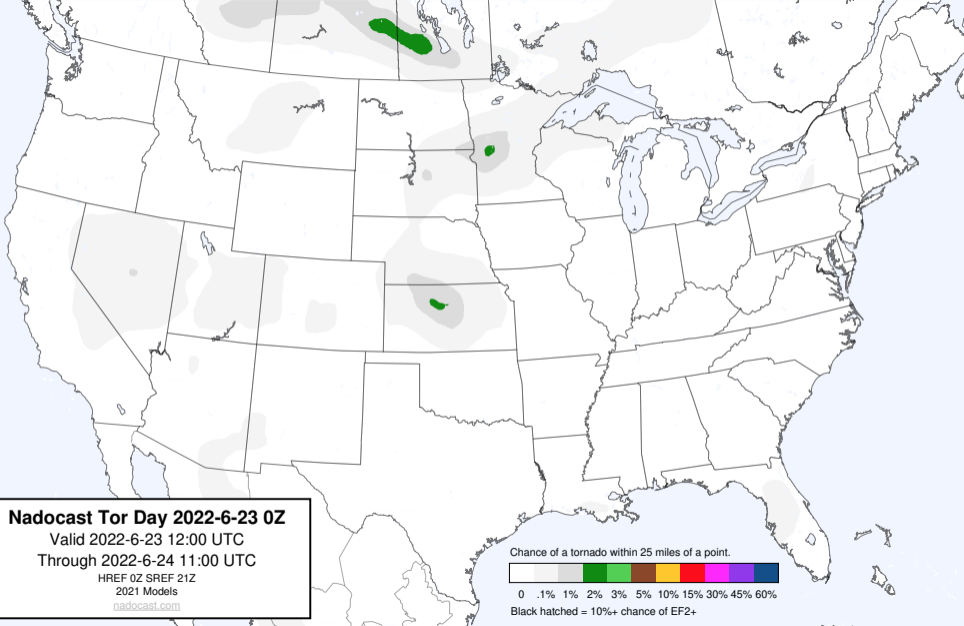 Nadocast Tor Day 2022-6-23 0Z
Valid 2022-6-23 12:00 UTC
Through 2022-6-24 11:00 UTC
HREF 0Z SREF 21Z
2021 Models
nadocast.com
Chance of a tornado within 25 miles of a point.
0 .1% 1% 2% 3% 5% 10% 15% 30% 45% 60%
Black hatched = 10%+ chance of EF2+